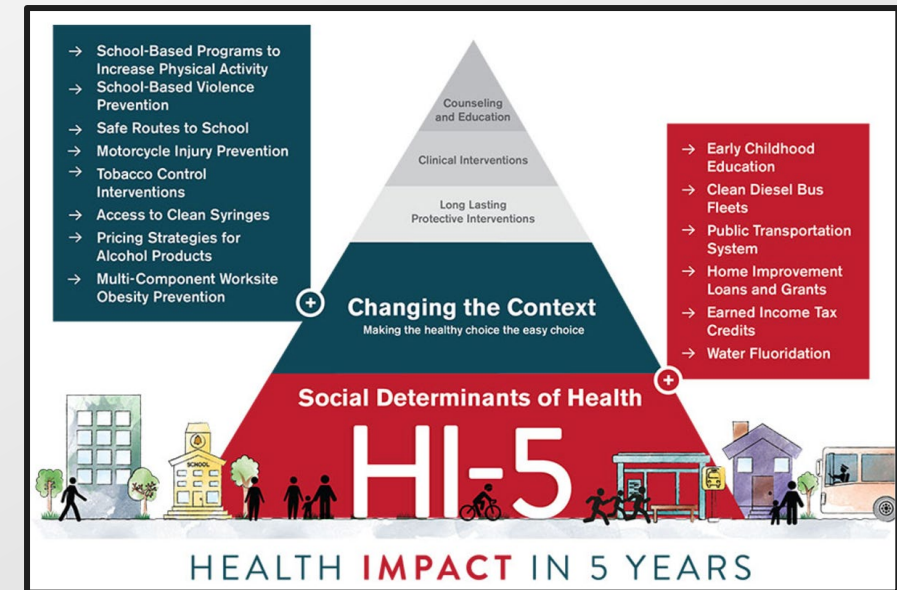 → School-Based Programs to
Increase Physical Activity
→ School-Based Violence
Prevention
→ Safe Routes to School
→ Motorcycle Injury Prevention
→ Tobacco Control
Interventions
→ Access to Clean Syringes
→ Pricing Strategies for
Alcohol Products
→ Multi-Component Worksite
Obesity Prevention
Counseling
and Education
Clinical Interventions
Long Lasting
Protective Interventions
Changing the Context
Making the healthy choice the easy choice
→ Early Childhood
Education
→ Clean Diesel Bus
Fleets
→ Public Transportation
System
→ Home Improvement
Loans and Grants
→ Earned Income Tax
Credits
→ Water Fluoridation
Social Determinants of Health
HI-5
SCHOOL
HEALTH IMPACT IN 5 YEARS